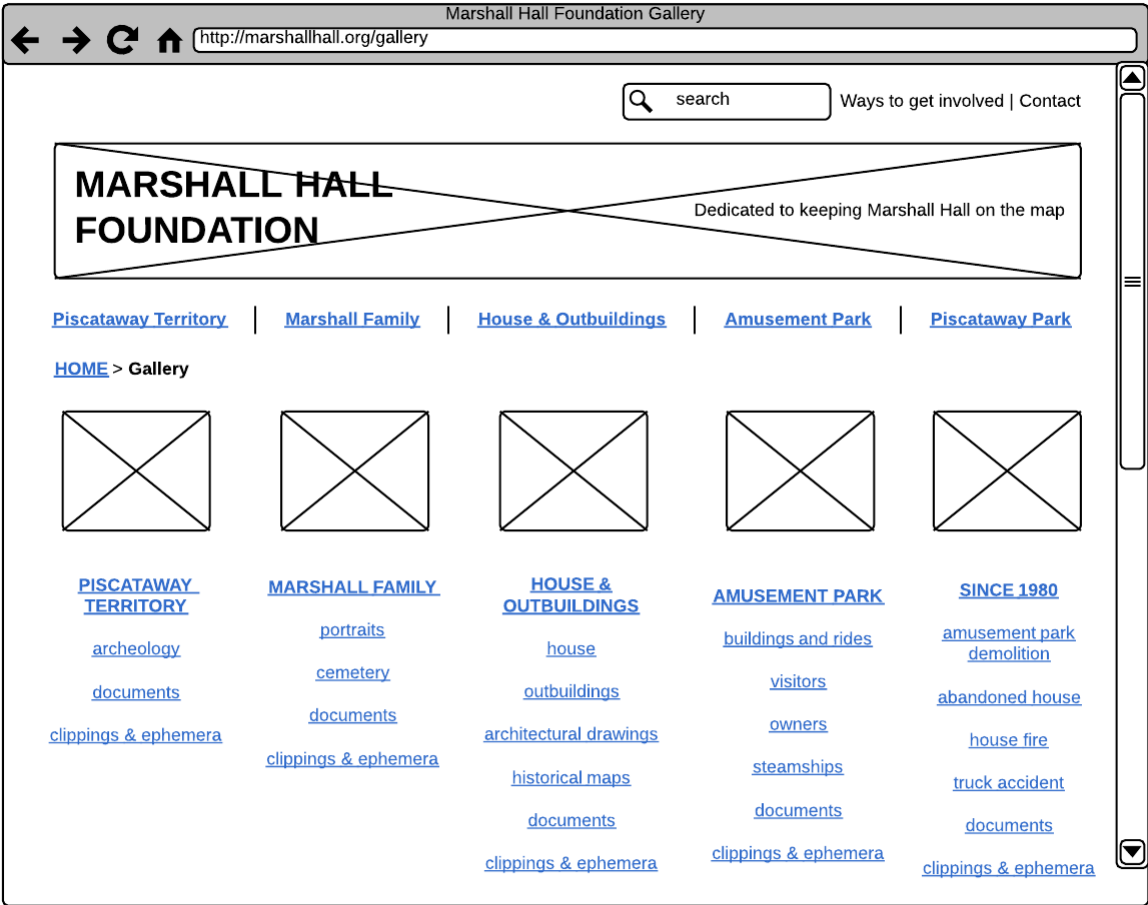 Marshall Hall Foundation Gallery
http://marshallhall.org/gallery
search
Ways to get involved | Contact
MARSHALL HALL
FOUNDATION
Dedicated to keeping Marshall Hall on the map
Piscataway Territory | Marshall Family | House & Outbuildings | Amusement Park | Piscataway Park
HOME > Gallery
PISCATAWAY
TERRITORY
archeology
documents
clippings & ephemera
MARSHALL FAMILY
portraits
cemetery
documents
clippings & ephemera
HOUSE &
OUTBUILDINGS
house
outbuildings
architectural drawings
historical maps
documents
clippings & ephemera
AMUSEMENT PARK
buildings and rides
visitors
owners
steamships
documents
clippings & ephemera
SINCE 1980
amusement park
demolition
abandoned house
house fire
truck accident
documents
clippings & ephemera